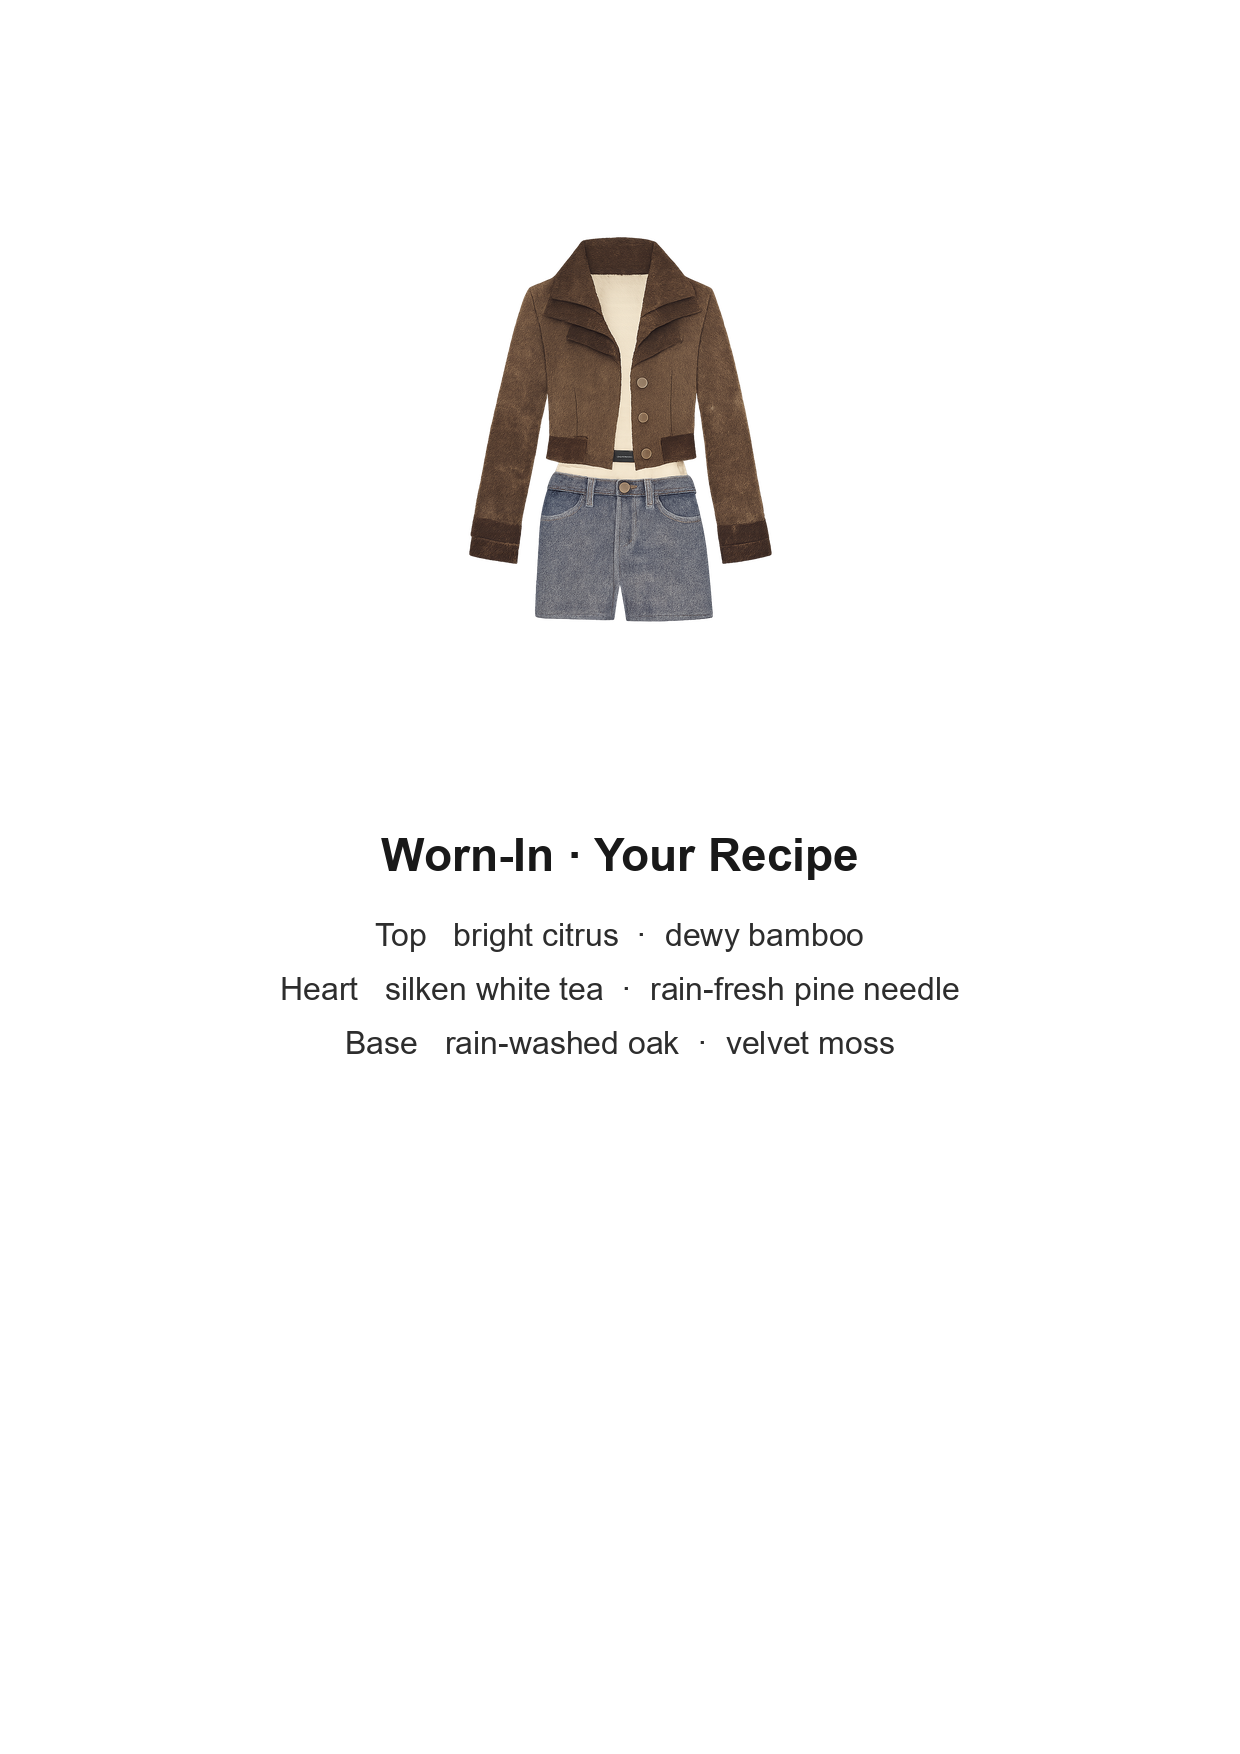 Worn-In · Your Recipe
Top bright citrus · dewy bamboo
Heart silken white tea · rain-fresh pine needle
Base rain-washed oak · velvet moss